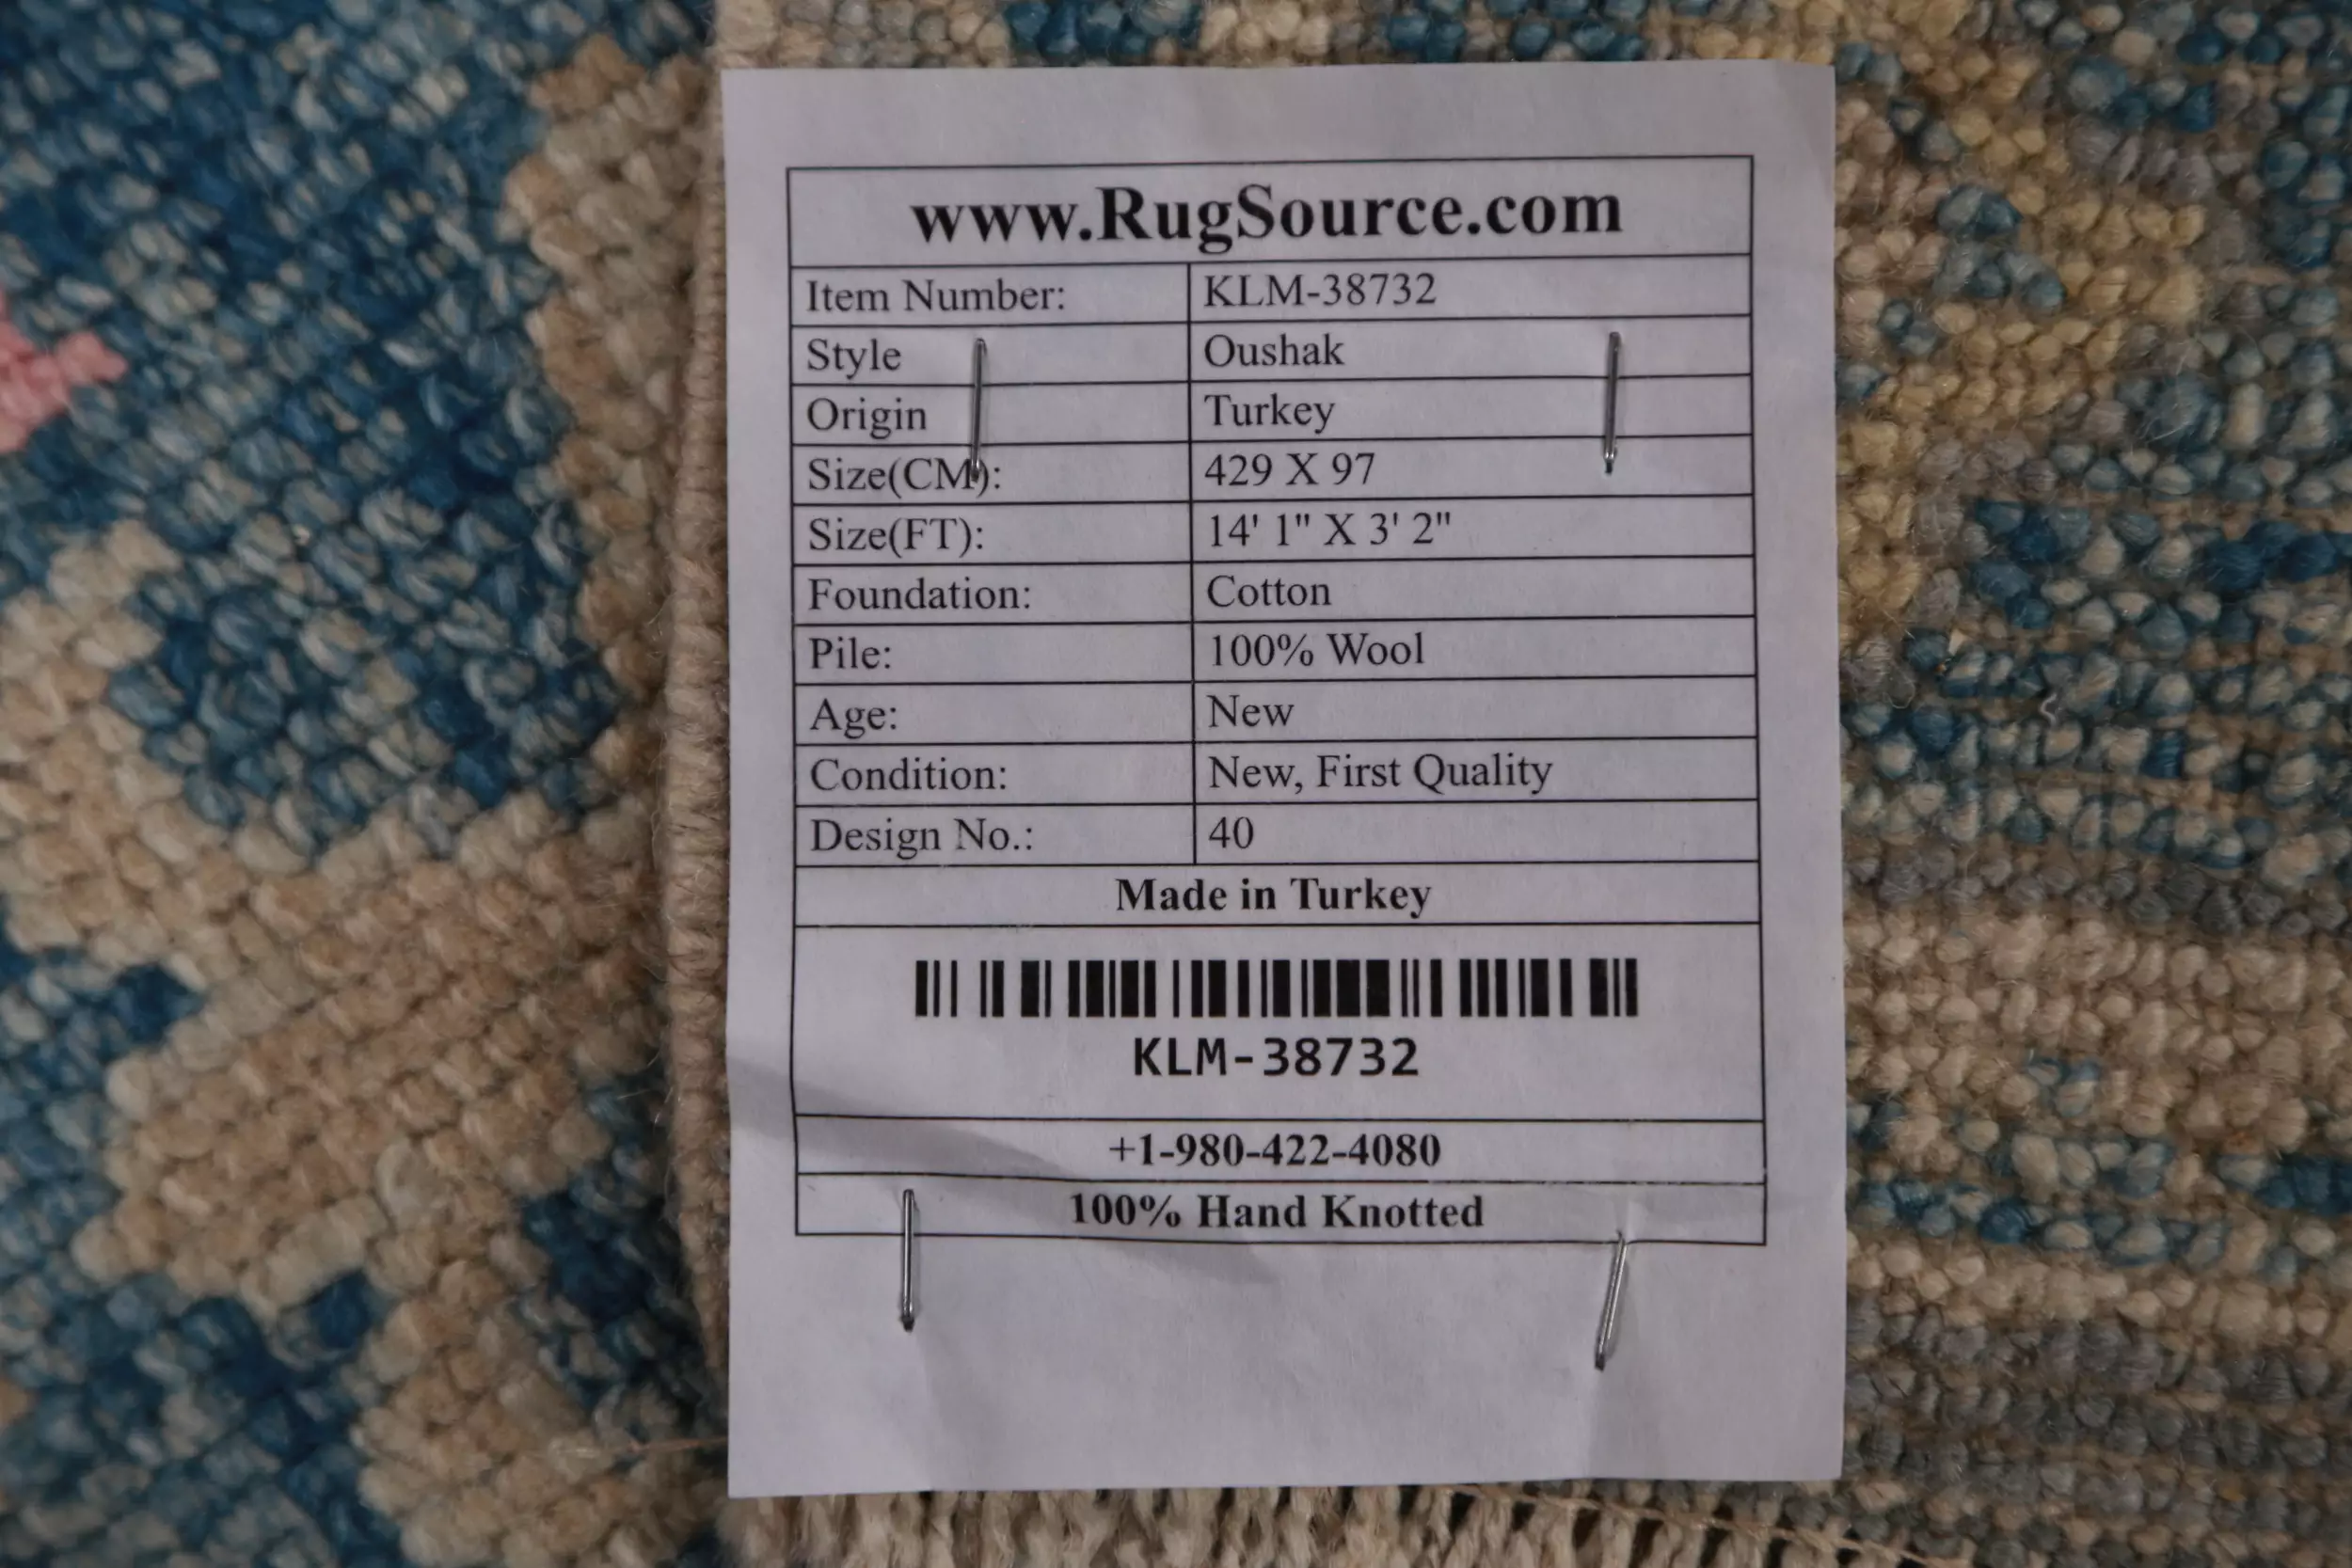 www.RugSource.com
Item Number: KLM-38732
Style Oushak
Origin Turkey
Size(CM): 429 X 97
Size(FT): 14' 1" X 3' 2"
Foundation: Cotton
Pile: 100% Wool
Age: New
Condition: New, First Quality
Design No.: 40
Made in Turkey
KLM-38732
+1-980-422-4080
100% Hand Knotted